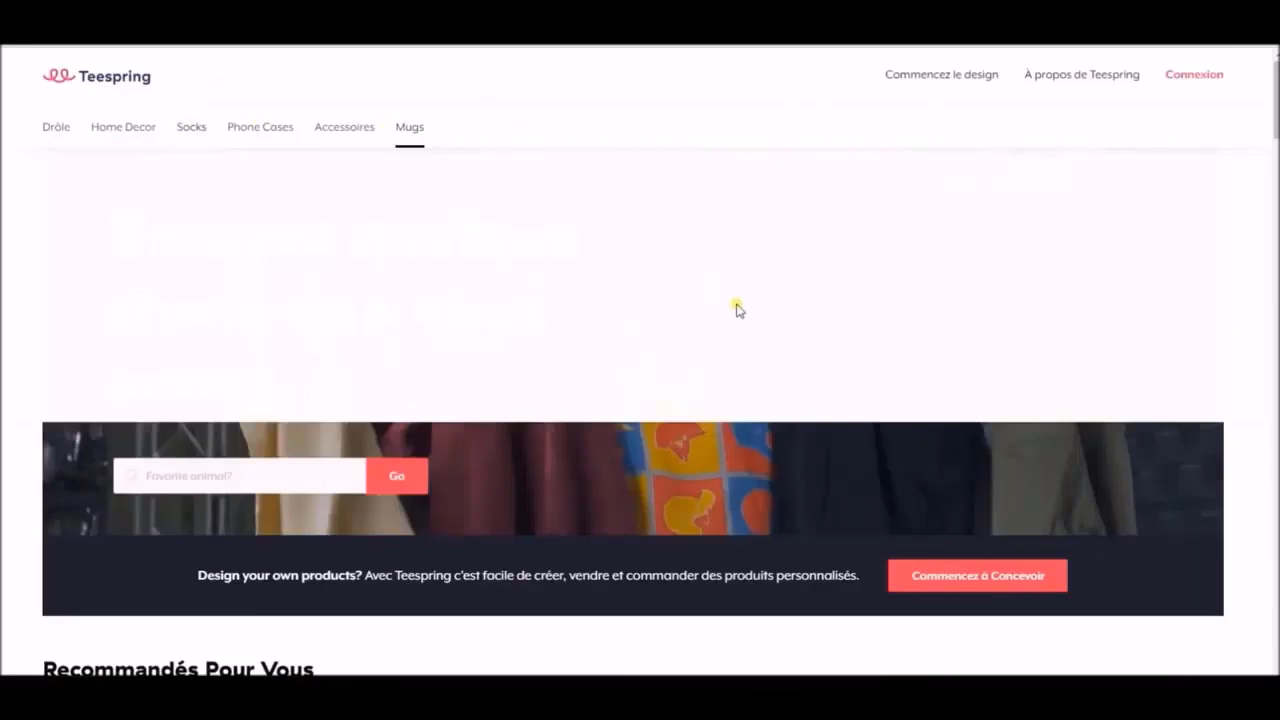 Teespring
Commencez le design À propos de Teespring Connexion
Drôle Home Decor Socks Phone Cases Accessoires Mugs
Favorite animal? Go
Design your own products? Avec Teespring c'est facile de créer, vendre et commander des produits personnalisés. Commencez à Concevoir
Recommandés Pour Vous